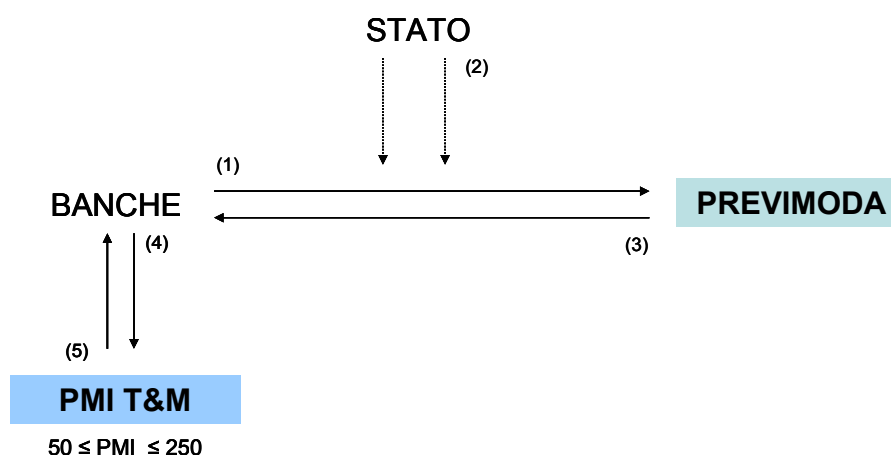 STATO
(2)
(1)
BANCHE
PREVIMODA
(4)
(3)
(5)
PMI T&M
50 ≤ PMI ≤ 250